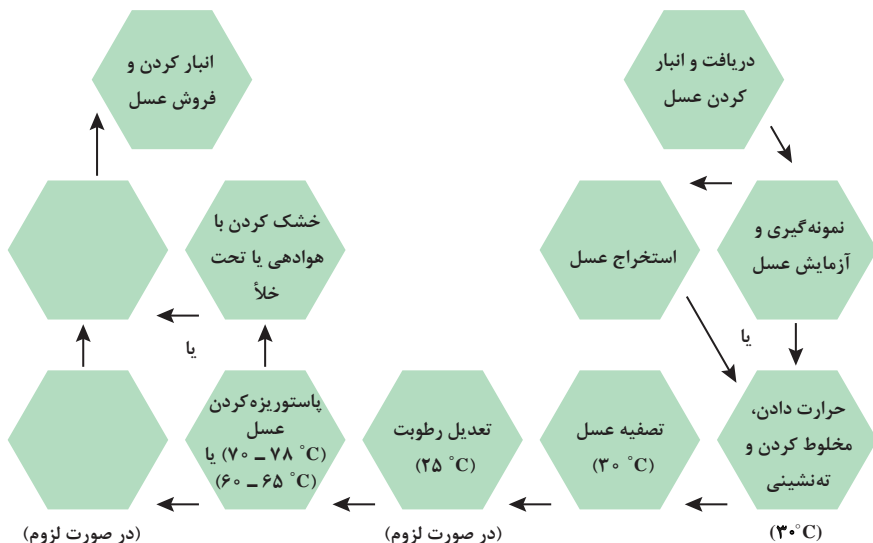 دریافت و انبار
کردن عسل
نمونه‌گیری و
آزمایش عسل
استخراج عسل
یا
حرارت دادن،
مخلوط کردن و
ته‌نشینی
(۳۰°C)
تصفیه عسل
(۳۰ °C)
تعدیل رطوبت
(۲۵ °C)
(در صورت لزوم)
پاستوریزه کردن
عسل
(۷۰ – ۷۸ °C) یا
(۶۰ – ۶۵ °C)
خشک کردن با
هوادهی یا تحت
خلأ
یا
(در صورت لزوم)
انبار کردن و
فروش عسل